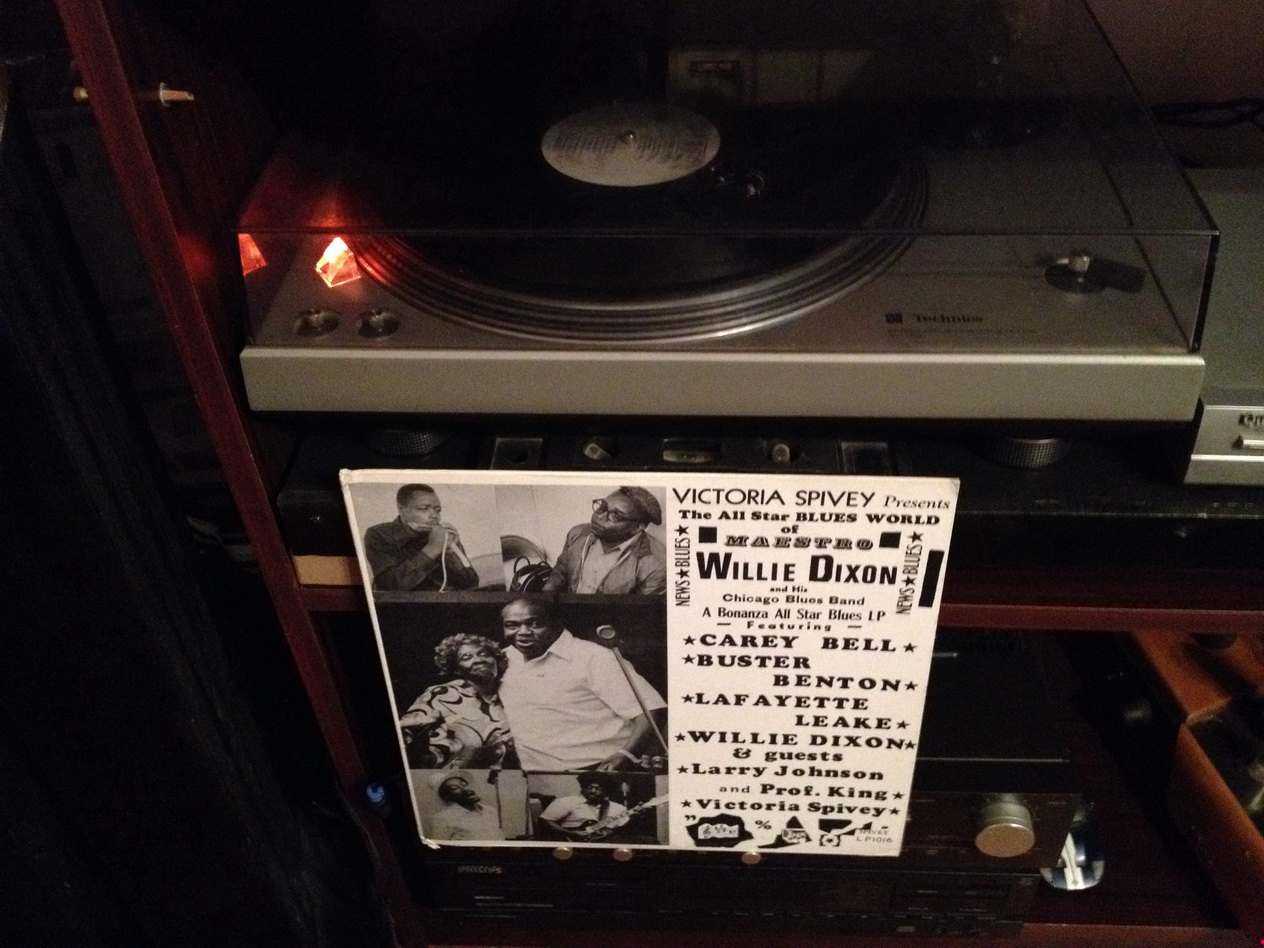 Technics
VICTORIA SPIVEY Presents
The All Star BLUES WORLD
of
MAESTRO
WILLIE DIXON
and His
Chicago Blues Band
A Bonanza All Star Blues LP
— Featuring —
NEWS★BLUES★
NEWS★BLUES★
★CAREY BELL★
★BUSTER
BENTON★
★LAFAYETTE
LEAKE★
★WILLIE DIXON★
& guests
★Larry Johnson
and Prof. King★
★Victoria Spivey★
%
SPIVEY
LP1016